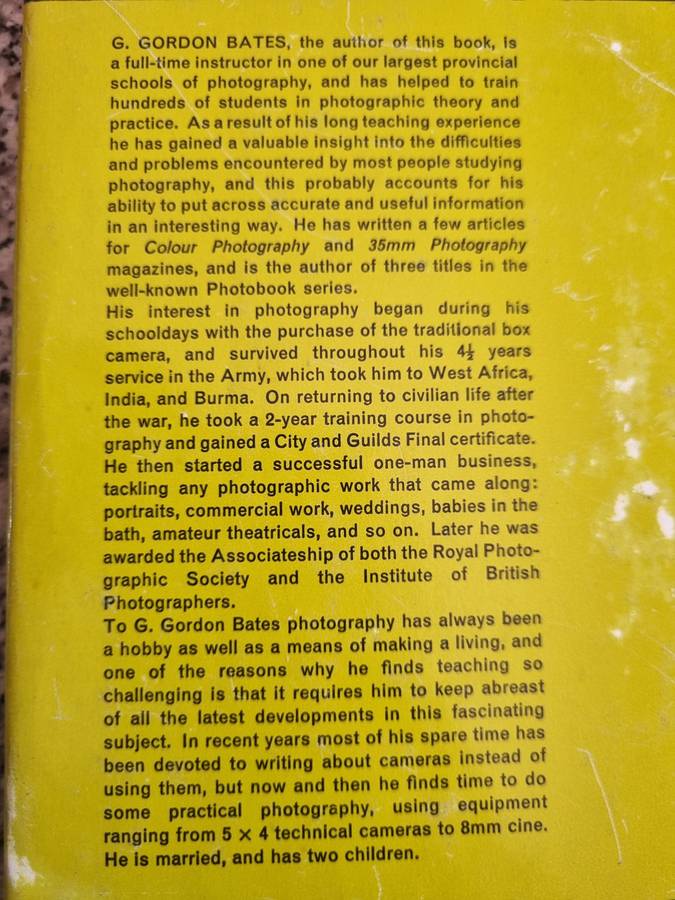 G. GORDON BATES, the author of this book, is
a full-time instructor in one of our largest provincial
schools of photography, and has helped to train
hundreds of students in photographic theory and
practice. As a result of his long teaching experience
he has gained a valuable insight into the difficulties
and problems encountered by most people studying
photography, and this probably accounts for his
ability to put across accurate and useful information
in an interesting way. He has written a few articles
for Colour Photography and 35mm Photography
magazines, and is the author of three titles in the
well-known Photobook series.
His interest in photography began during his
schooldays with the purchase of the traditional box
camera, and survived throughout his 4½ years
service in the Army, which took him to West Africa,
India, and Burma. On returning to civilian life after
the war, he took a 2-year training course in photo-
graphy and gained a City and Guilds Final certificate.
He then started a successful one-man business,
tackling any photographic work that came along:
portraits, commercial work, weddings, babies in the
bath, amateur theatricals, and so on. Later he was
awarded the Associateship of both the Royal Photo-
graphic Society and the Institute of British
Photographers.
To G. Gordon Bates photography has always been
a hobby as well as a means of making a living, and
one of the reasons why he finds teaching so
challenging is that it requires him to keep abreast
of all the latest developments in this fascinating
subject. In recent years most of his spare time has
been devoted to writing about cameras instead of
using them, but now and then he finds time to do
some practical photography, using equipment
ranging from 5 × 4 technical cameras to 8mm cine.
He is married, and has two children.